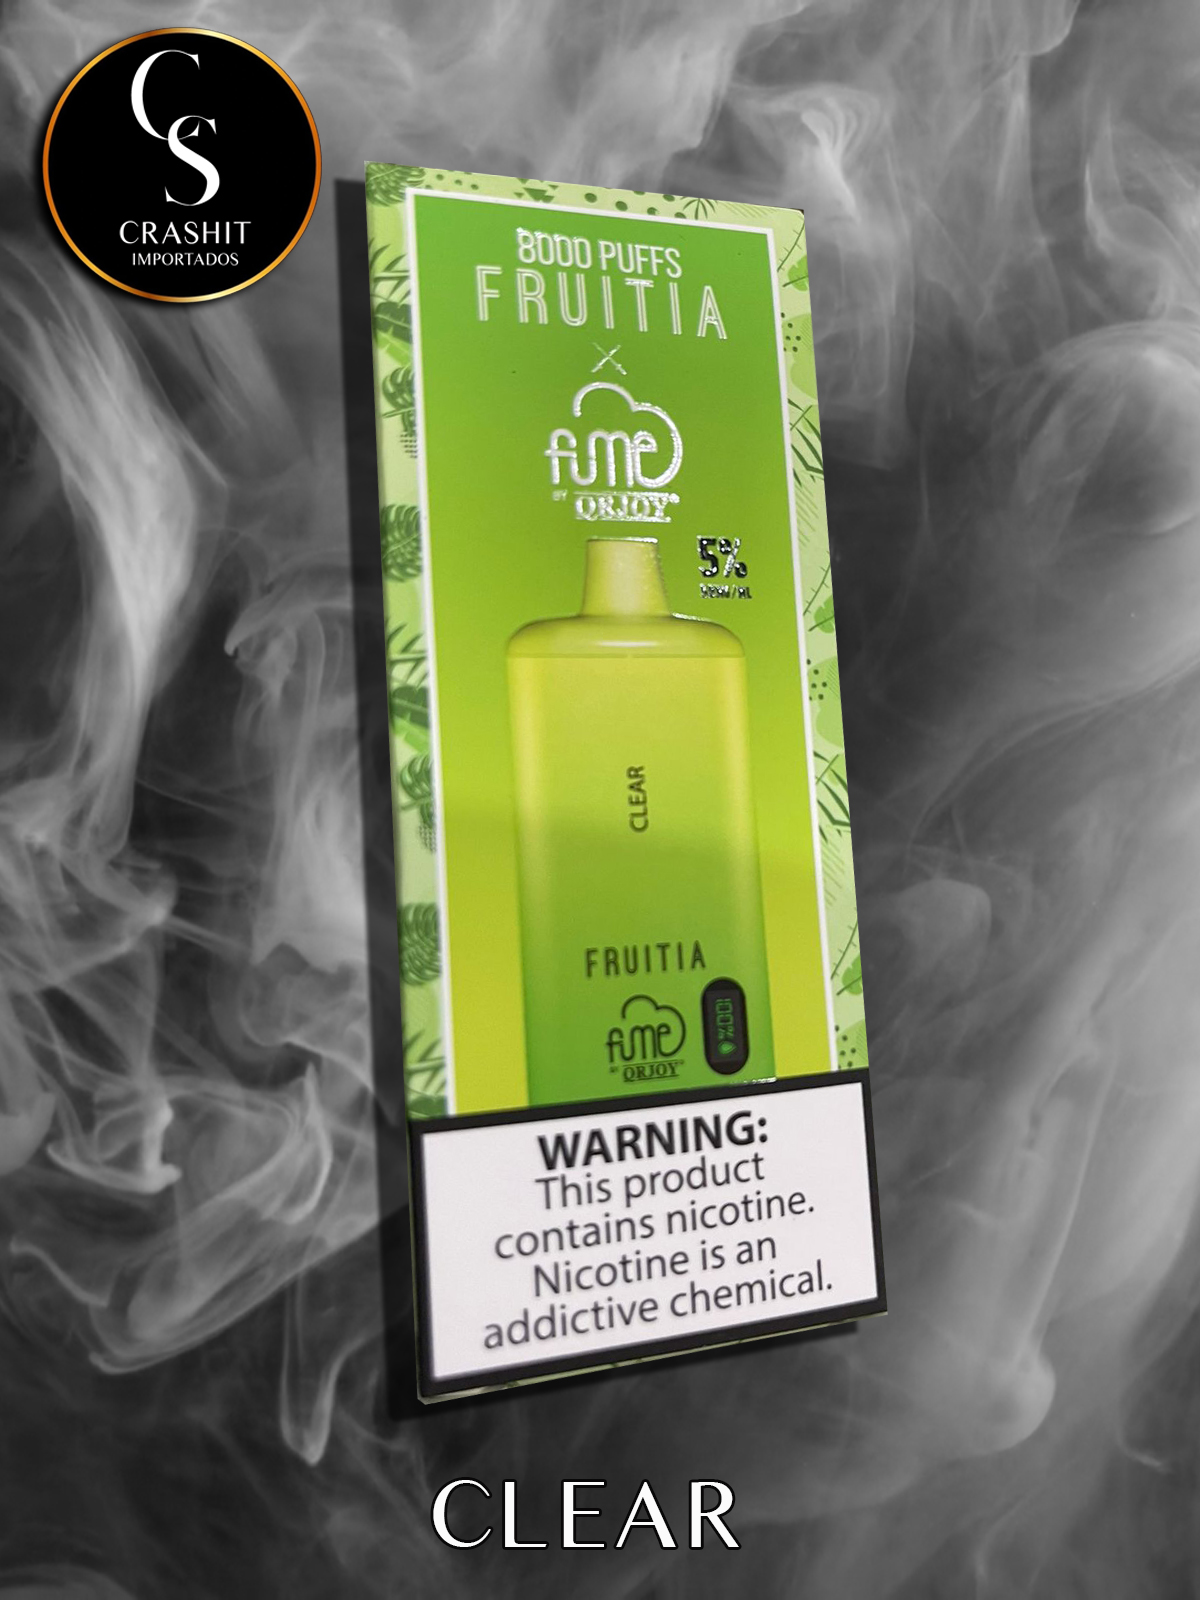 CS
CRASHIT
IMPORTADOS
8000 PUFFS
FRUITIA
X
fume
BY QRJOY®
5%
CLEAR
FRUITIA
fume
BY QRJOY®
100%
WARNING:
This product
contains nicotine.
Nicotine is an
addictive chemical.
CLEAR